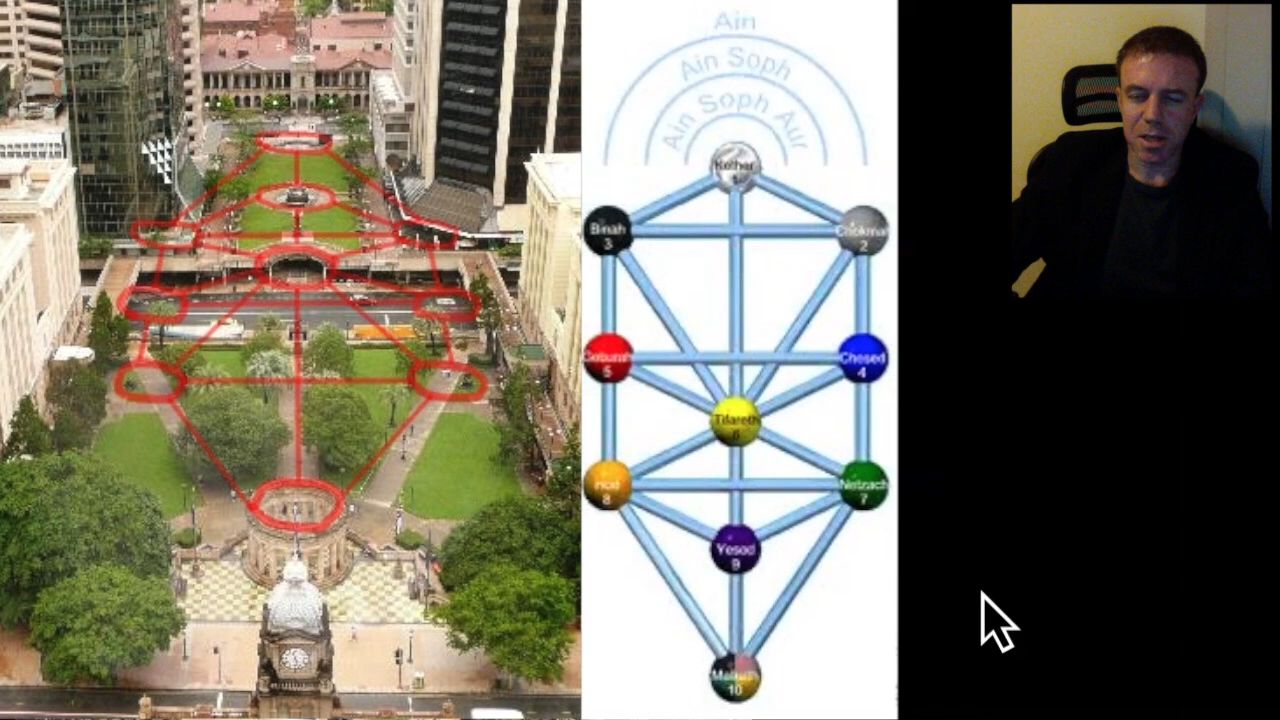 Ain
Ain Soph
Ain Soph Aur
Kether
1
Binah
3
Chokmah
2
Geburah
5
Chesed
4
Tifareth
6
Hod
8
Netzach
7
Yesod
9
Malkuth
10